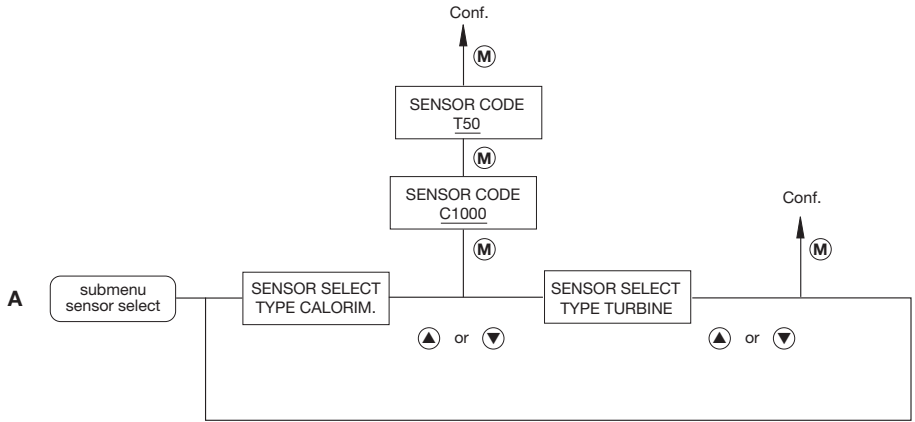 Conf.
M
SENSOR CODE
T50
M
SENSOR CODE
C1000
Conf.
M
M
A
submenu
sensor select
SENSOR SELECT
TYPE CALORIM.
SENSOR SELECT
TYPE TURBINE
or
or